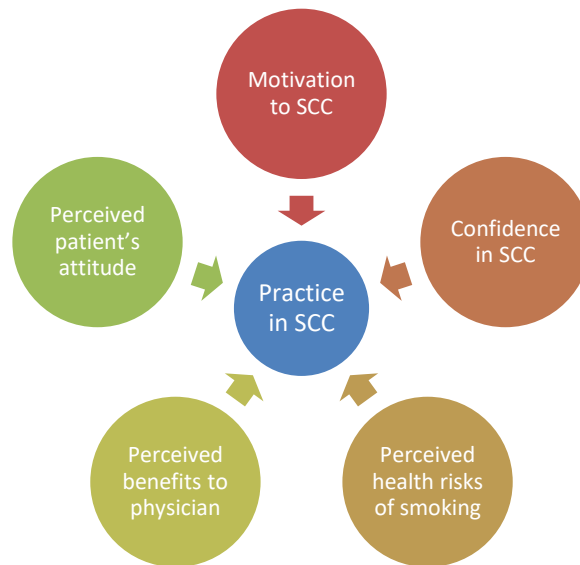 Motivation
to SCC
Perceived
patient's
attitude
Confidence
in SCC
Practice
in SCC
Perceived
benefits to
physician
Perceived
health risks
of smoking